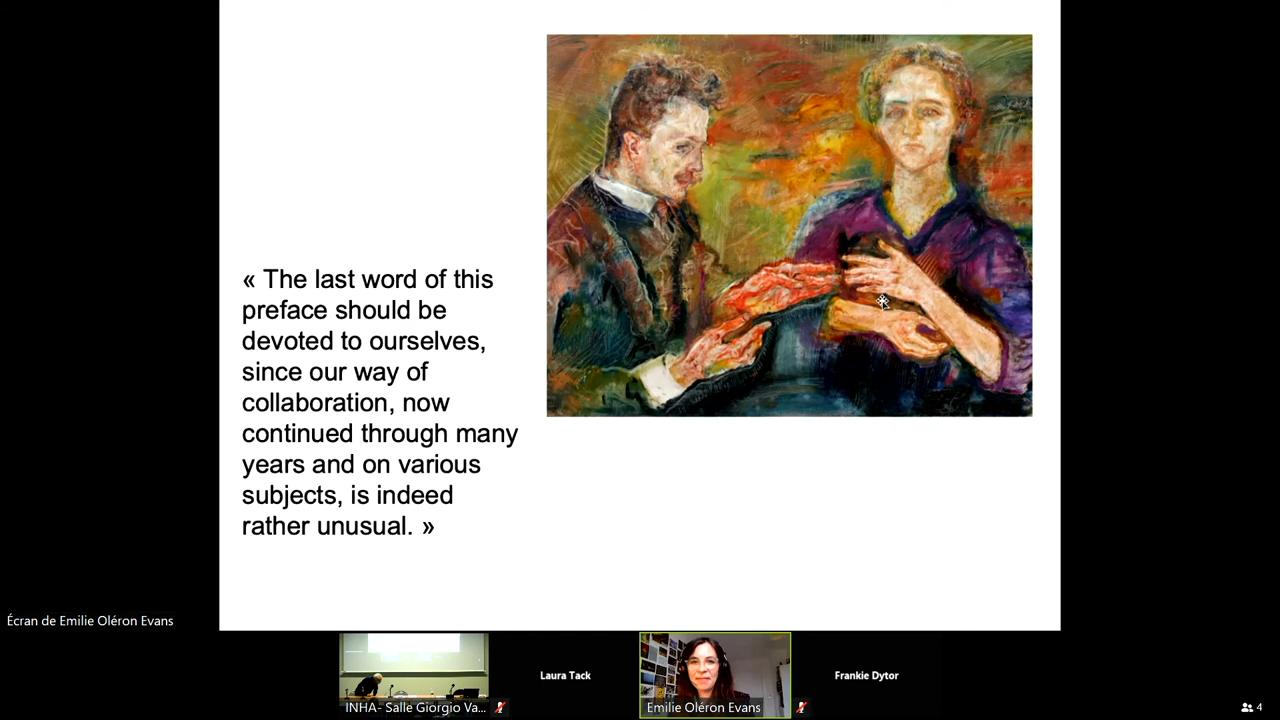 « The last word of this
preface should be
devoted to ourselves,
since our way of
collaboration, now
continued through many
years and on various
subjects, is indeed
rather unusual. »
Écran de Emilie Oléron Evans
INHA- Salle Giorgio Va...
Laura Tack
Emilie Oléron Evans
Frankie Dytor
4